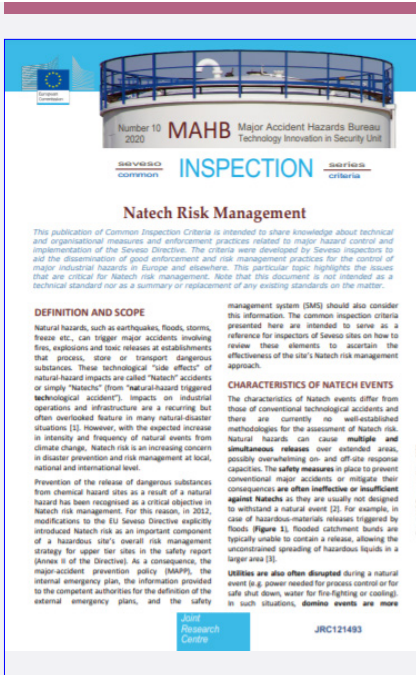 European
Commission
Number 10
2020
MAHB Major Accident Hazards Bureau
Technology Innovation in Security Unit
seveso
common
INSPECTION
series
criteria
Natech Risk Management
This publication of Common Inspection Criteria is intended to share knowledge about technical
and organisational measures and enforcement practices related to major hazard control and
implementation of the Seveso Directive. The criteria were developed by Seveso inspectors to
aid the dissemination of good enforcement and risk management practices for the control of
major industrial hazards in Europe and elsewhere. This particular topic highlights the issues
that are critical for Natech Risk management. Note that this document is not intended as a
technical standard nor as a summary or replacement of any existing standards on the matter.
DEFINITION AND SCOPE
Natural hazards, such as earthquakes, floods, storms,
freeze etc., can trigger major accidents involving
fires, explosions and toxic releases at establishments
that process, store or transport dangerous
substances. These technological "side effects" of
natural-hazard impacts are called "Natech" accidents
or simply "Natechs" (from "natural-hazard triggered
technological accident"). Impacts on industrial
operations and infrastructure are a recurring but
often overlooked feature in many natural-disaster
situations [1]. However, with the expected increase
in intensity and frequency of natural events from
climate change, Natech risk is an increasing concern
in disaster prevention and risk management at local,
national and international level.
Prevention of the release of dangerous substances
from chemical hazard sites as a result of a natural
hazard has been recognised as a critical objective in
Natech risk management. For this reason, in 2012,
modifications to the EU Seveso Directive explicitly
introduced Natech risk as an important component
of a hazardous site's overall risk management
strategy for upper tier sites in the safety report
(Annex II of the Directive). As a consequence, the
major-accident prevention policy (MAPP), the
internal emergency plan, the information provided
to the competent authorities for the definition of the
external emergency plans, and the safety
management system (SMS) should also consider
this information. The common inspection criteria
presented here are intended to serve as a
reference for inspectors of Seveso sites on how to
review these elements to ascertain the
effectiveness of the site's Natech risk management
approach.
CHARACTERISTICS OF NATECH EVENTS
The characteristics of Natech events differ from
those of conventional technological accidents and
there are currently no well-established
methodologies for the assessment of Natech risk.
Natural hazards can cause multiple and
simultaneous releases over extended areas,
possibly overwhelming on- and off-site response
capacities. The safety measures in place to prevent
conventional major accidents or mitigate their
consequences are often ineffective or insufficient
against Natechs as they are usually not designed
to withstand a natural event [2]. For example, in
case of hazardous-materials releases triggered by
floods (Figure 1), flooded catchment bunds are
typically unable to contain a release, allowing the
unconstrained spreading of hazardous liquids in a
larger area [3].
Utilities are also often disrupted during a natural
event (e.g. power needed for process control or for
safe shut down, water for fire-fighting or cooling).
In such situations, domino events are more
Joint
Research
Centre
JRC121493